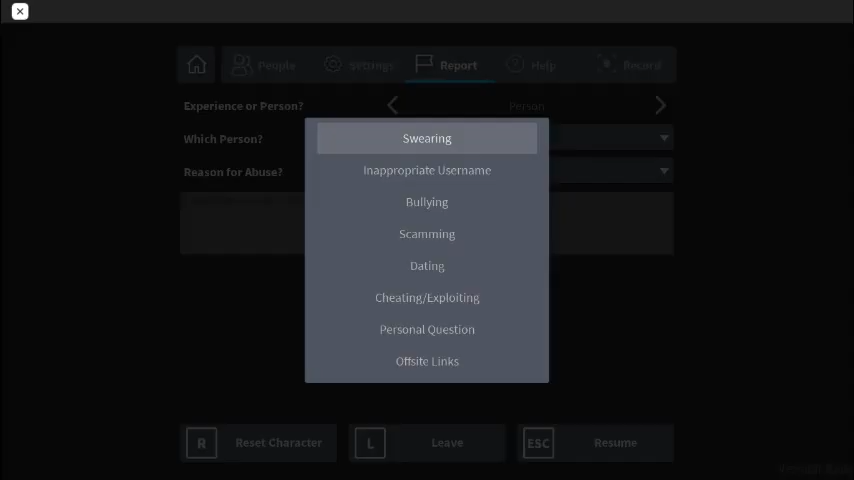 People Settings Report Help Record
Experience or Person? Person
Which Person?
Reason for Abuse?
Swearing
Inappropriate Username
Bullying
Scamming
Dating
Cheating/Exploiting
Personal Question
Offsite Links
R Reset Character L Leave ESC Resume